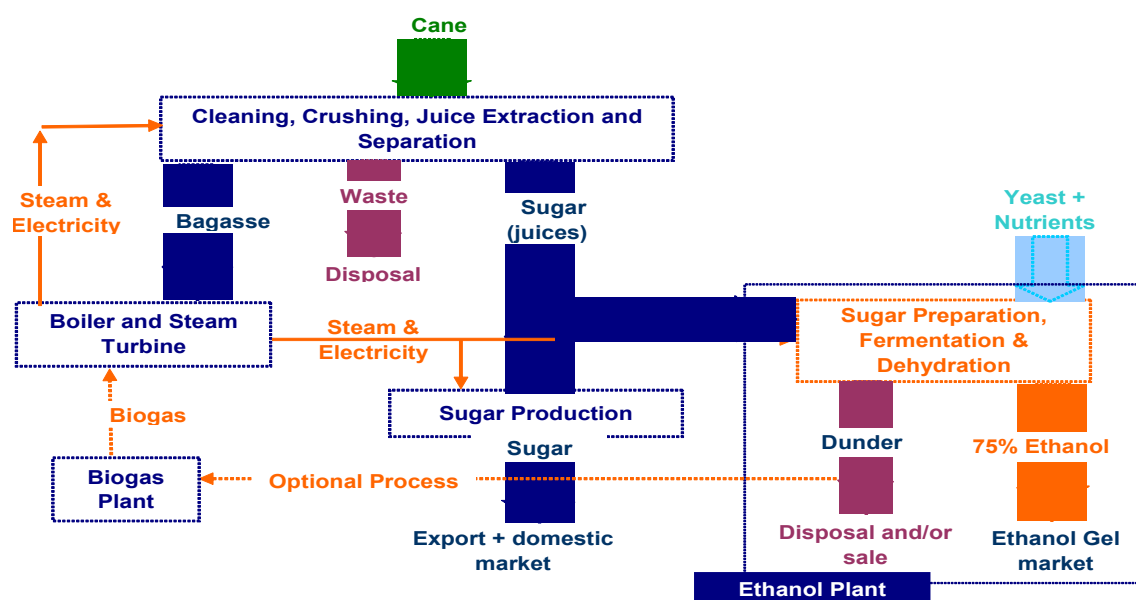 Cane
Cleaning, Crushing, Juice Extraction and
Separation
Steam &
Electricity
Bagasse
Waste
Sugar
(juices)
Yeast +
Nutrients
Disposal
Boiler and Steam
Turbine
Steam &
Electricity
Sugar Preparation,
Fermentation &
Dehydration
Biogas
Sugar Production
Sugar
Dunder
75% Ethanol
Biogas
Plant
Optional Process
Export + domestic
market
Disposal and/or
sale
Ethanol Gel
market
Ethanol Plant